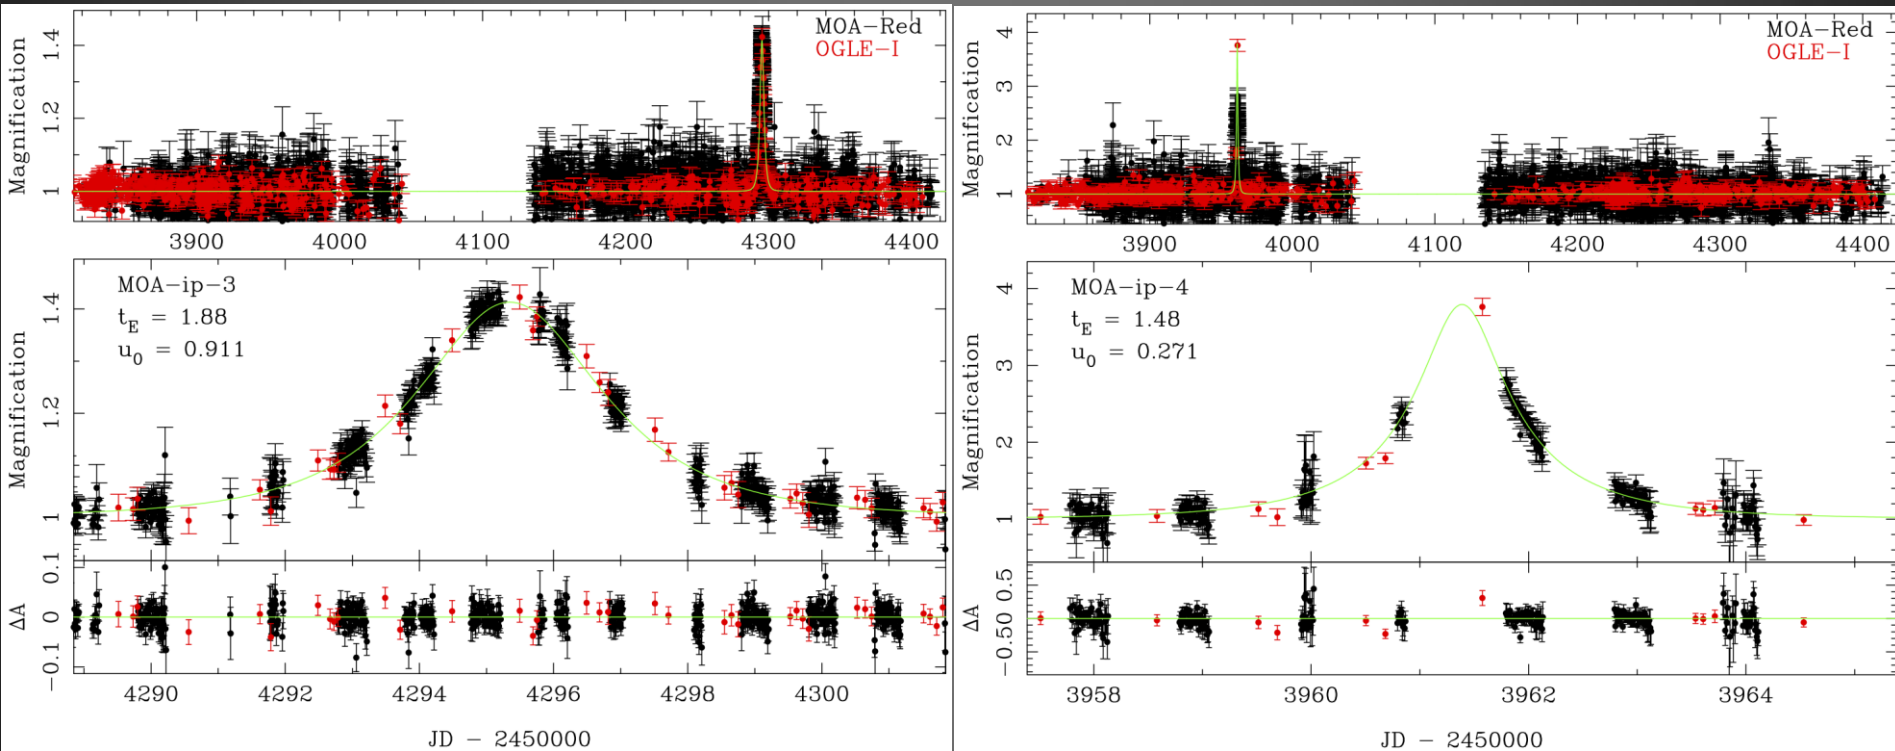 MOA-Red
OGLE-I
Magnification
1.4
1.2
1
3900 4000 4100 4200 4300 4400
MOA-ip-3
t_E = 1.88
u_0 = 0.911
Magnification
1.4
1.2
1
ΔA
0.1
0
-0.1
4290 4292 4294 4296 4298 4300
JD - 2450000
MOA-Red
OGLE-I
Magnification
4
3
2
1
3900 4000 4100 4200 4300 4400
MOA-ip-4
t_E = 1.48
u_0 = 0.271
Magnification
4
3
2
1
ΔA
0.5
0
-0.5
3958 3960 3962 3964
JD - 2450000